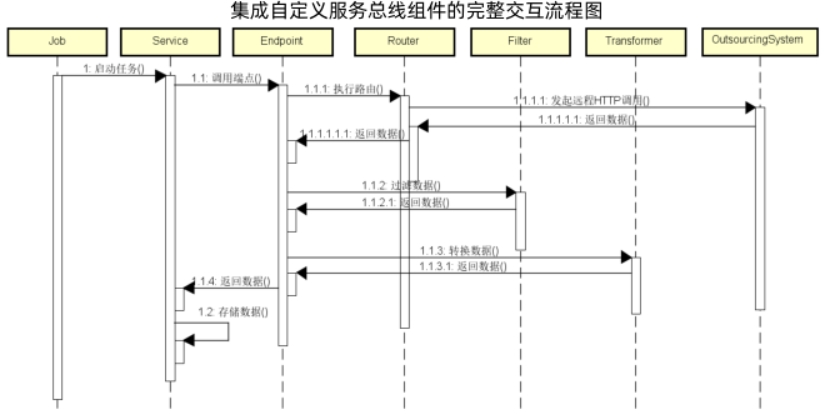 集成自定义服务总线组件的完整交互流程图
Job Service Endpoint Router Filter Transformer OutsourcingSystem
1: 启动任务()
1.1: 调用端点()
1.1.1: 执行路由()
1.1.1.1: 发起远程HTTP调用()
1.1.1.1.1: 返回数据()
1.1.1.1.1.1: 返回数据()
1.1.2: 过滤数据()
1.1.2.1: 返回数据()
1.1.3: 转换数据()
1.1.3.1: 返回数据()
1.1.4: 返回数据()
1.2: 存储数据()